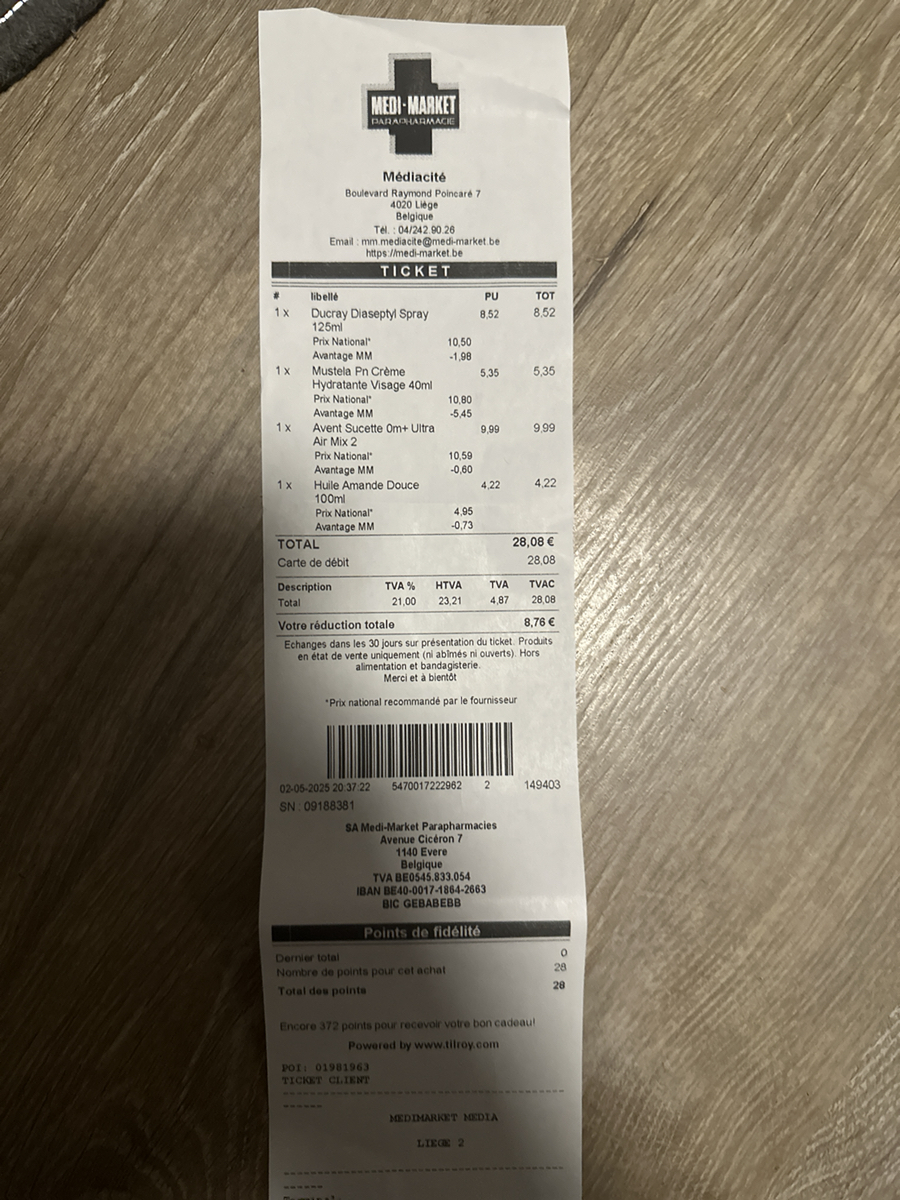 MEDI-MARKET
PARAPHARMACIE
Médiacité
Boulevard Raymond Poincaré 7
4020 Liège
Belgique
Tél. : 04/242.90.26
Email : mm.mediacite@medi-market.be
https://medi-market.be
TICKET
# libellé PU TOT
1 x Ducray Diaseptyl Spray 8,52 8,52
125ml
Prix National* 10,50
Avantage MM -1,98
1 x Mustela Pn Crème 5,35 5,35
Hydratante Visage 40ml
Prix National* 10,80
Avantage MM -5,45
1 x Avent Sucette 0m+ Ultra 9,99 9,99
Air Mix 2
Prix National* 10,59
Avantage MM -0,60
1 x Huile Amande Douce 4,22 4,22
100ml
Prix National* 4,95
Avantage MM -0,73
TOTAL 28,08 €
Carte de débit 28,08
Description TVA % HTVA TVA TVAC
Total 21,00 23,21 4,87 28,08
Votre réduction totale 8,76 €
Echanges dans les 30 jours sur présentation du ticket. Produits
en état de vente uniquement (ni abîmés ni ouverts). Hors
alimentation et bandagisterie.
Merci et à bientôt
*Prix national recommandé par le fournisseur
02-05-2025 20:37:22 5470017222962 2 149403
SN : 09188381
SA Medi-Market Parapharmacies
Avenue Cicéron 7
1140 Evere
Belgique
TVA BE0545.833.054
IBAN BE40-0017-1864-2663
BIC GEBABEBB
Points de fidélité
Dernier total 0
Nombre de points pour cet achat 28
Total des points 28
Encore 372 points pour recevoir votre bon cadeau!
Powered by www.tilroy.com
POI: 01981963
TICKET CLIENT
MEDIMARKET MEDIA
LIEGE 2